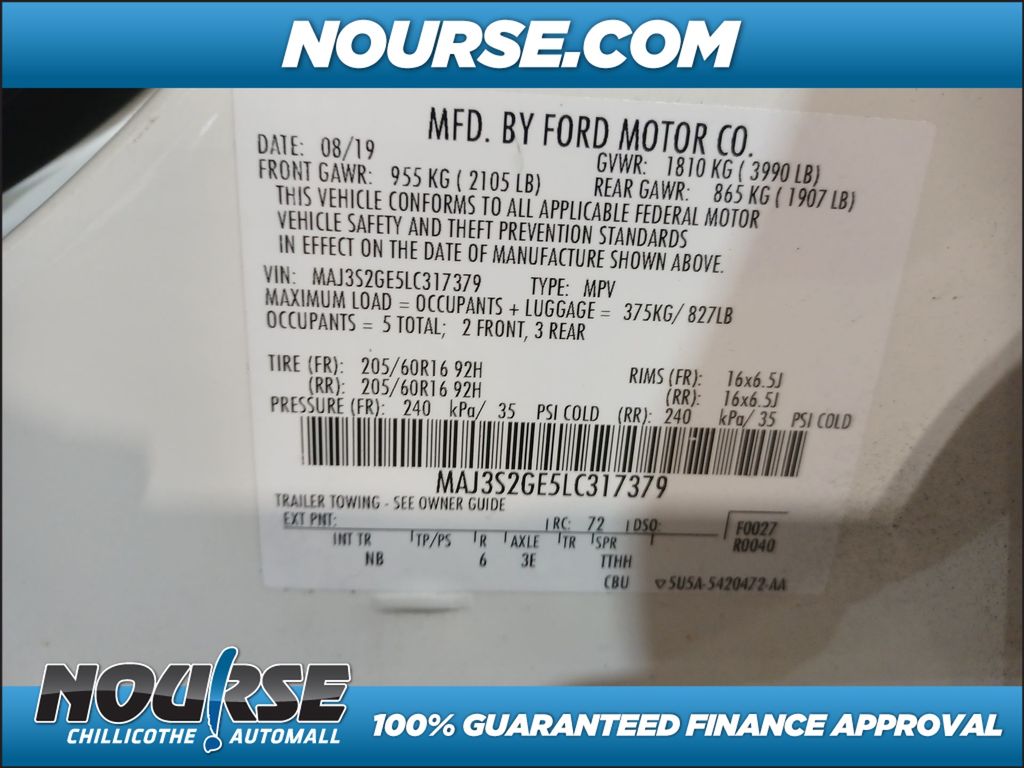 NOURSE.COM
MFD. BY FORD MOTOR CO.
DATE: 08/19 GVWR: 1810 KG ( 3990 LB)
FRONT GAWR: 955 KG ( 2105 LB) REAR GAWR: 865 KG ( 1907 LB)
THIS VEHICLE CONFORMS TO ALL APPLICABLE FEDERAL MOTOR
VEHICLE SAFETY AND THEFT PREVENTION STANDARDS
IN EFFECT ON THE DATE OF MANUFACTURE SHOWN ABOVE.
VIN: MAJ3S2GE5LC317379 TYPE: MPV
MAXIMUM LOAD = OCCUPANTS + LUGGAGE = 375KG/ 827LB
OCCUPANTS = 5 TOTAL; 2 FRONT, 3 REAR
TIRE (FR): 205/60R16 92H RIMS (FR): 16x6.5J
(RR): 205/60R16 92H (RR): 16x6.5J
PRESSURE (FR): 240 kPa/ 35 PSI COLD (RR): 240 kPa/ 35 PSI COLD
MAJ3S2GE5LC317379
TRAILER TOWING - SEE OWNER GUIDE
EXT PNT: RC: 72 DSO: F0027
R0040
INT TR TP/PS R AXLE TR SPR
NB 6 3E TTHH
CBU SU5A-5420472-AA
NOURSE
CHILLICOTHE AUTOMALL
100% GUARANTEED FINANCE APPROVAL